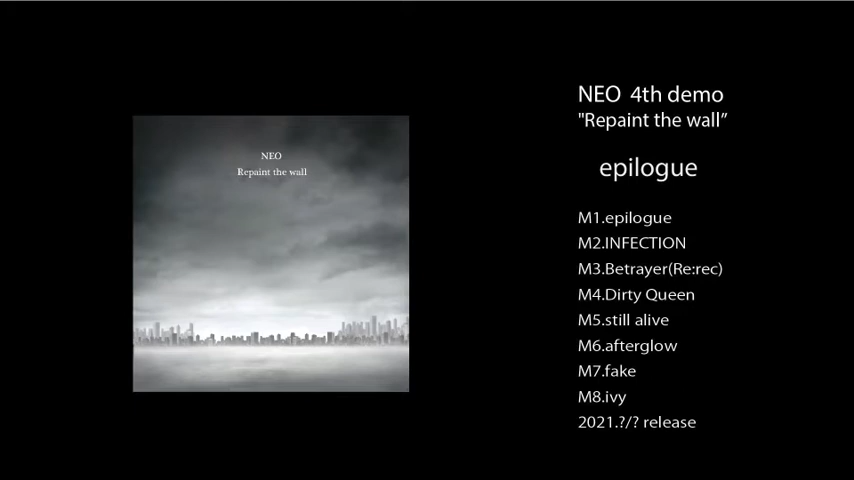 NEO
Repaint the wall
NEO 4th demo
"Repaint the wall”
epilogue
M1.epilogue
M2.INFECTION
M3.Betrayer(Re:rec)
M4.Dirty Queen
M5.still alive
M6.afterglow
M7.fake
M8.ivy
2021.?/? release